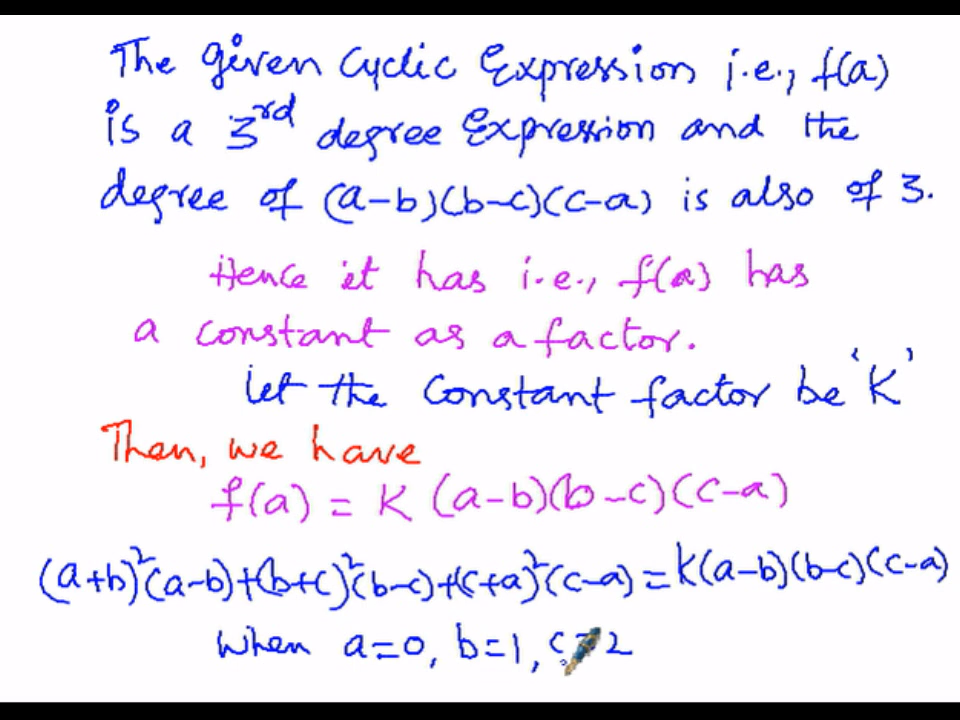 The given Cyclic Expression i.e., f(a)
is a 3rd degree Expression and the
degree of (a-b)(b-c)(c-a) is also of 3.
Hence it has i.e., f(a) has
a constant as a factor.
let the constant factor be 'K'
Then, we have
f(a) = K (a-b)(b-c)(c-a)
(a+b)²(a-b)+(b+c)²(b-c)+(c+a)²(c-a)=K(a-b)(b-c)(c-a)
When a=0, b=1, c=2